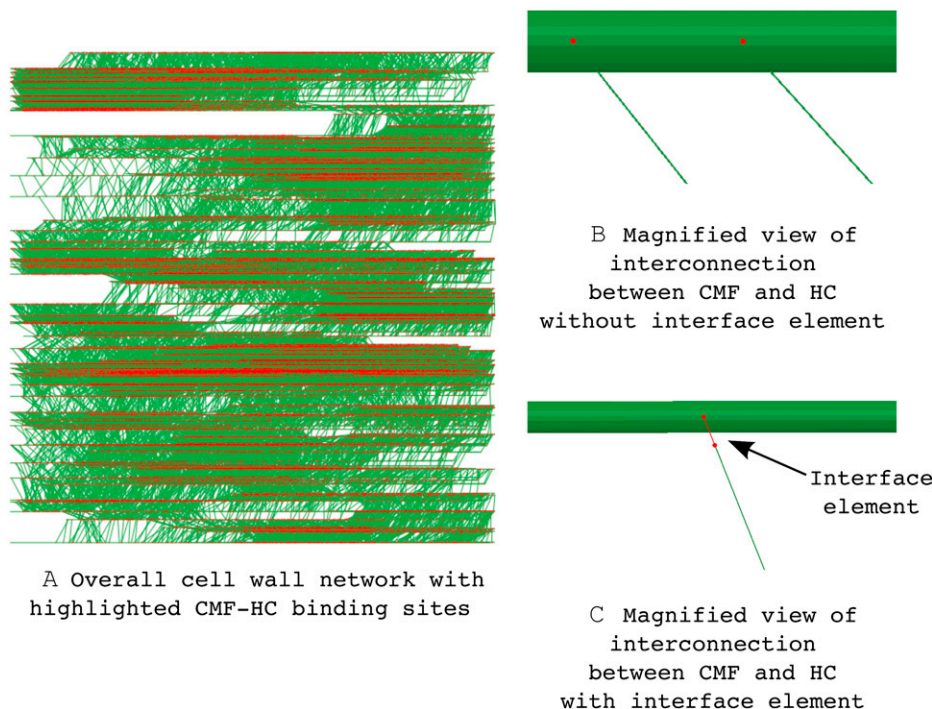 A Overall cell wall network with
highlighted CMF-HC binding sites
B Magnified view of
interconnection
between CMF and HC
without interface element
Interface
element
C Magnified view of
interconnection
between CMF and HC
with interface element